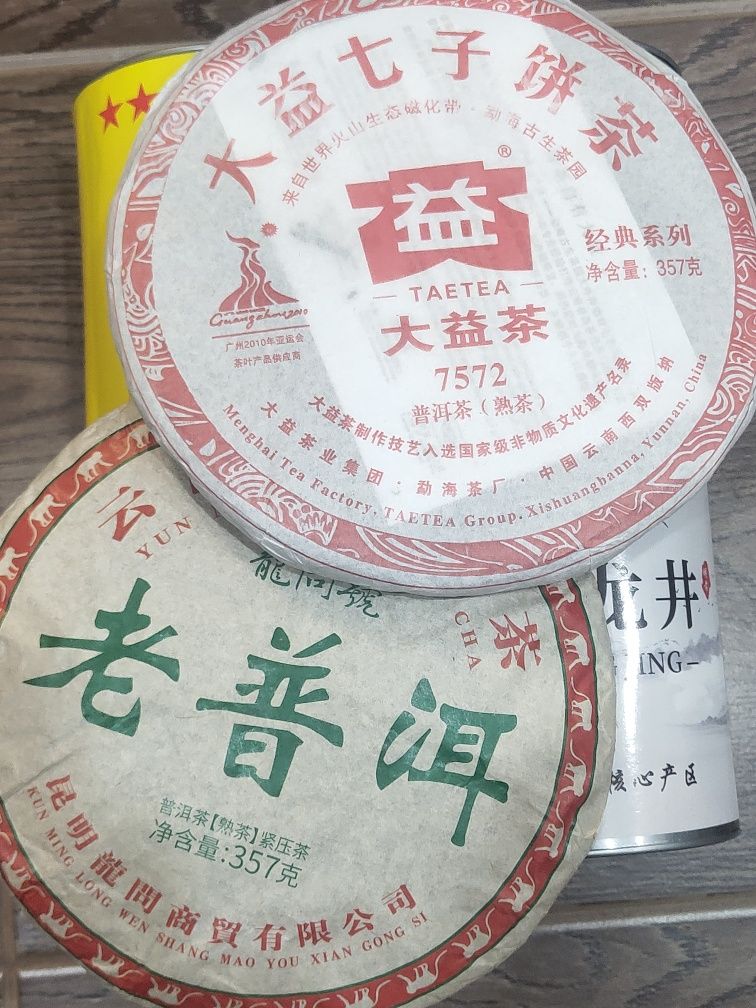 大益七子饼茶
来自世界火山生态磁化带·勐海古生茶园
®
益
经典系列
净含量：357克
TAETEA
大益茶
7572
普洱茶（熟茶）
Guangzhou2010
广州2010年亚运会
茶叶产品供应商
大益茶制作技艺入选国家级非物质文化遗产名录
大益茶业集团·勐海茶厂·中国云南西双版纳
Menghai Tea Factory. TAETEA Group. Xishuangbanna, Yunnan, China
云
YUN
茶
CHA
龍问號
老普洱
普洱茶【熟茶】紧压茶
净含量:357克
昆明龍問商貿有限公司
KUN MING LONG WEN SHANG MAO YOU XIAN GONG SI
龙井
JING
核心产区